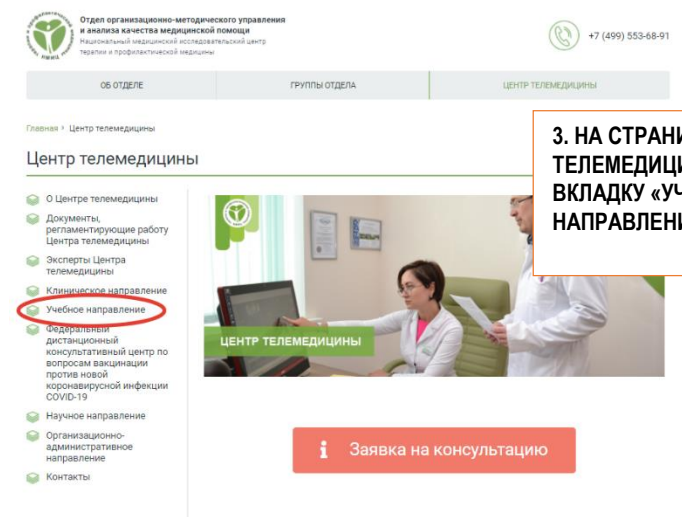 Отдел организационно-методического управления
и анализа качества медицинской помощи
Национальный медицинский исследовательский центр
терапии и профилактической медицины
+7 (499) 553-68-91
ОБ ОТДЕЛЕ
ГРУППЫ ОТДЕЛА
ЦЕНТР ТЕЛЕМЕДИЦИНЫ
Главная › Центр телемедицины
Центр телемедицины
3. НА СТРАНИ
ТЕЛЕМЕДИЦИ
ВКЛАДКУ «УЧ
НАПРАВЛЕНИ
О Центре телемедицины
Документы,
регламентирующие работу
Центра телемедицины
Эксперты Центра
телемедицины
Клиническое направление
Учебное направление
Федеральный
дистанционный
консультативный центр по
вопросам вакцинации
против новой
коронавирусной инфекции
COVID-19
Научное направление
Организационно-
административное
направление
Контакты
ЦЕНТР ТЕЛЕМЕДИЦИНЫ
Заявка на консультацию